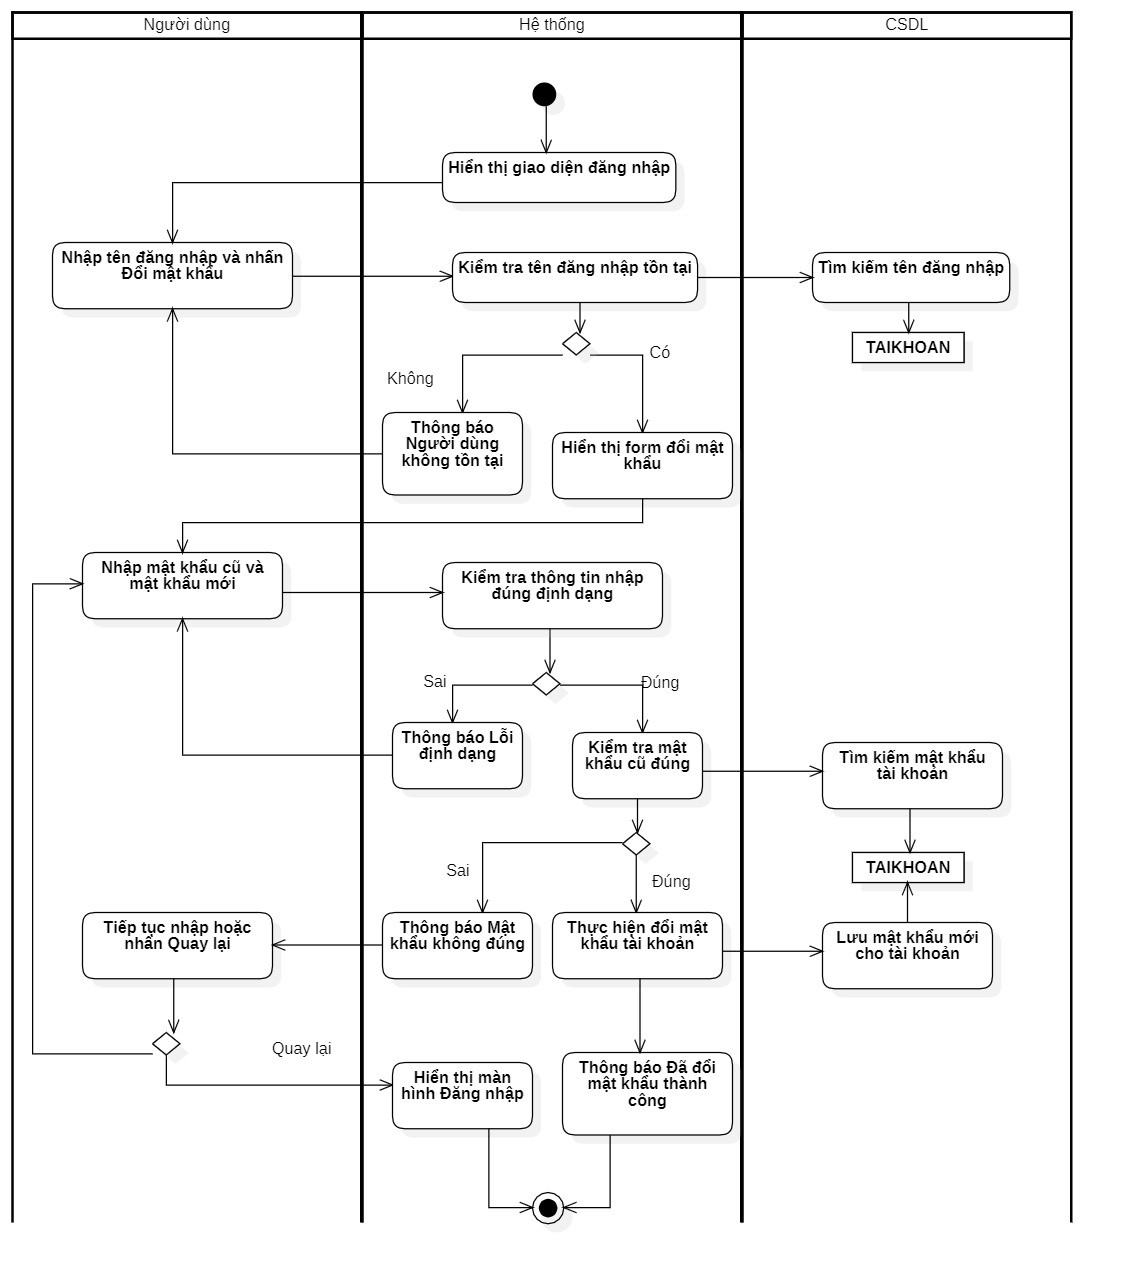 Người dùng
Hệ thống
CSDL
Hiển thị giao diện đăng nhập
Nhập tên đăng nhập và nhấn
Đổi mật khẩu
Kiểm tra tên đăng nhập tồn tại
Tìm kiếm tên đăng nhập
TAIKHOAN
Có
Không
Thông báo
Người dùng
không tồn tại
Hiển thị form đổi mật
khẩu
Nhập mật khẩu cũ và
mật khẩu mới
Kiểm tra thông tin nhập
đúng định dạng
Sai
Đúng
Thông báo Lỗi
định dạng
Kiểm tra mật
khẩu cũ đúng
Tìm kiếm mật khẩu
tài khoản
TAIKHOAN
Sai
Đúng
Tiếp tục nhập hoặc
nhấn Quay lại
Thông báo Mật
khẩu không đúng
Thực hiện đổi mật
khẩu tài khoản
Lưu mật khẩu mới
cho tài khoản
Quay lại
Hiển thị màn
hình Đăng nhập
Thông báo Đã đổi
mật khẩu thành
công